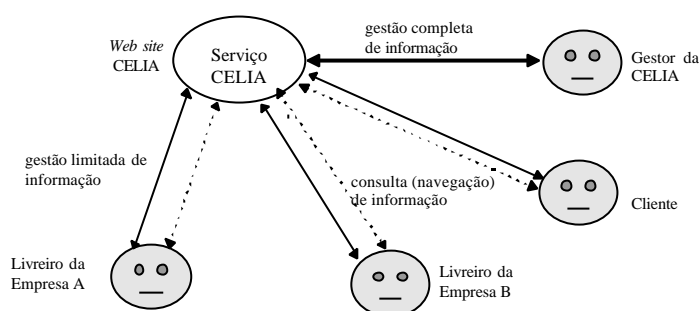 gestão completa
de informação
Web site
CELIA
Serviço
CELIA
Gestor da
CELIA
gestão limitada de
informação
consulta (navegação)
de informação
Cliente
Livreiro da
Empresa A
Livreiro da
Empresa B